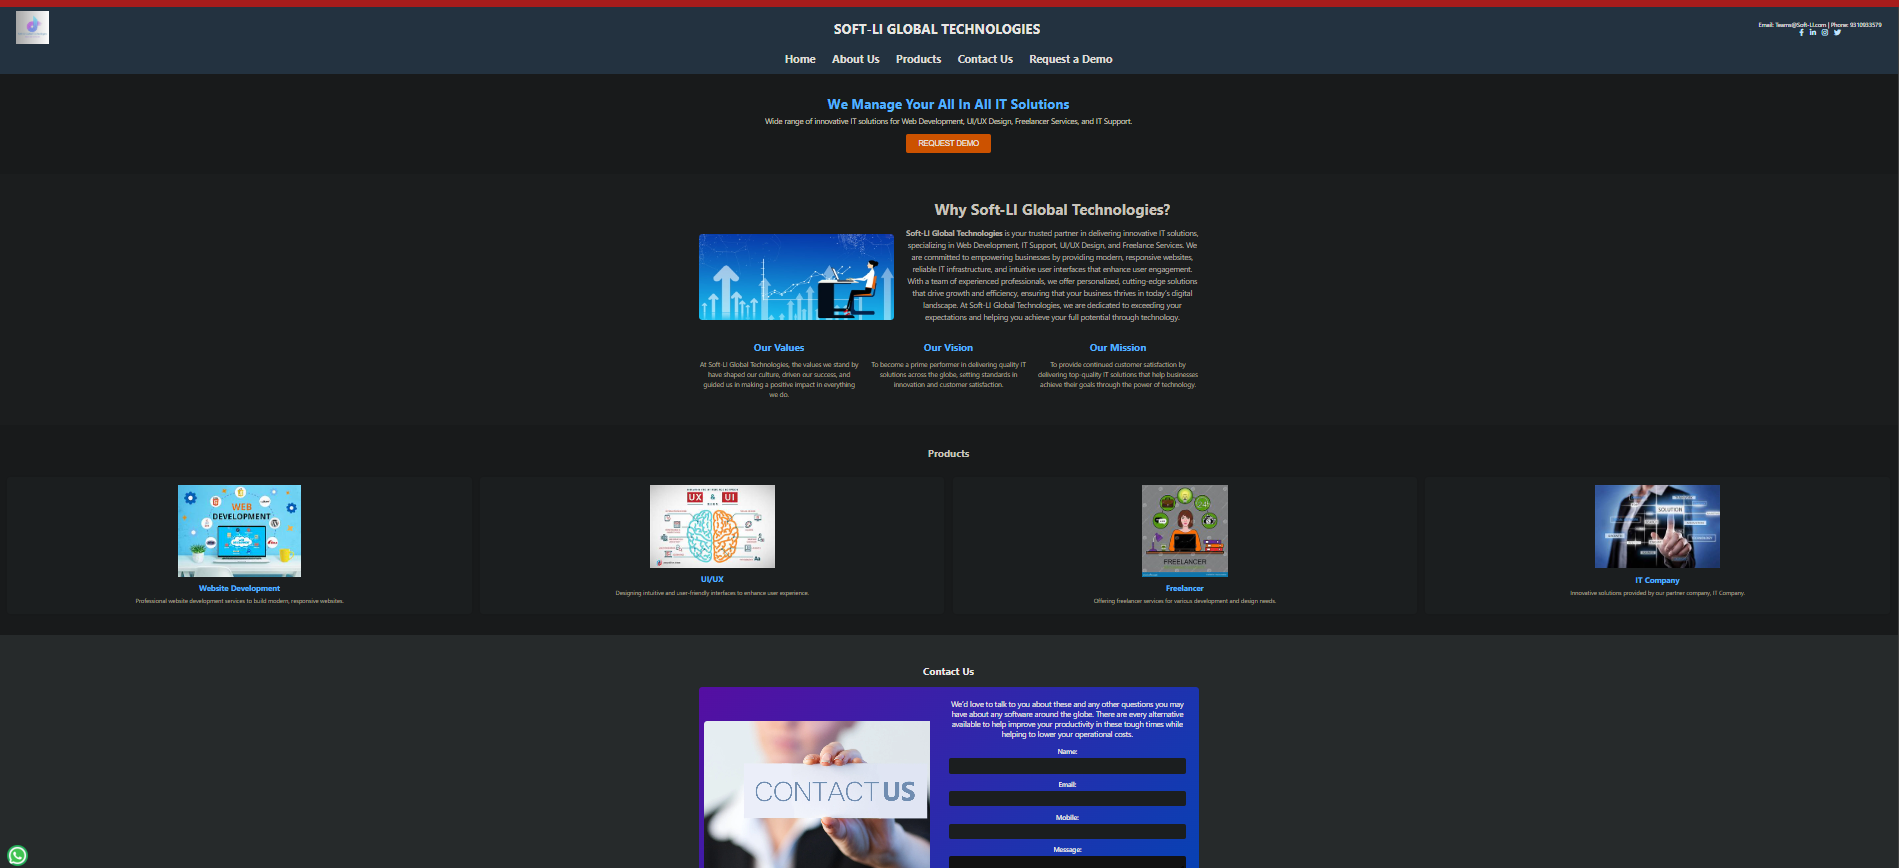 SOFT-LI GLOBAL TECHNOLOGIES
Email: Teams@Soft-Li.com | Phone: 9310933579
Home About Us Products Contact Us Request a Demo
We Manage Your All In All IT Solutions
Wide range of innovative IT solutions for Web Development, UI/UX Design, Freelancer Services, and IT Support.
REQUEST DEMO
Why Soft-LI Global Technologies?
Soft-LI Global Technologies is your trusted partner in delivering innovative IT solutions,
specializing in Web Development, IT Support, UI/UX Design, and Freelance Services. We
are committed to empowering businesses by providing modern, responsive websites,
reliable IT infrastructure, and intuitive user interfaces that enhance user engagement.
With a team of experienced professionals, we offer personalized, cutting-edge solutions
that drive growth and efficiency, ensuring that your business thrives in today's digital
landscape. At Soft-LI Global Technologies, we are dedicated to exceeding your
expectations and helping you achieve your full potential through technology.
Our Values
At Soft-LI Global Technologies, the values we stand by
have shaped our culture, driven our success, and
guided us in making a positive impact in everything
we do.
Our Vision
To become a prime performer in delivering quality IT
solutions across the globe, setting standards in
innovation and customer satisfaction.
Our Mission
To provide continued customer satisfaction by
delivering top-quality IT solutions that help businesses
achieve their goals through the power of technology.
Products
WEB
DEVELOPMENT
Website Development
Professional website development services to build modern, responsive websites.
UX & UI
UI/UX
Designing intuitive and user-friendly interfaces to enhance user experience.
FREELANCER
Freelancer
Offering freelancer services for various development and design needs.
SOLUTION
IT Company
Innovative solutions provided by our partner company, IT Company.
Contact Us
CONTACT US
We'd love to talk to you about these and any other questions you may
have about any software around the globe. There are every alternative
available to help improve your productivity in these tough times while
helping to lower your operational costs.
Name:
Email:
Mobile:
Message: